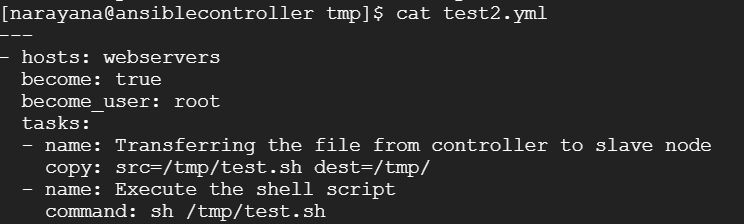 [narayana@ansiblecontroller tmp]$ cat test2.yml
---
- hosts: webservers
  become: true
  become_user: root
  tasks:
  - name: Transferring the file from controller to slave node
    copy: src=/tmp/test.sh dest=/tmp/
  - name: Execute the shell script
    command: sh /tmp/test.sh